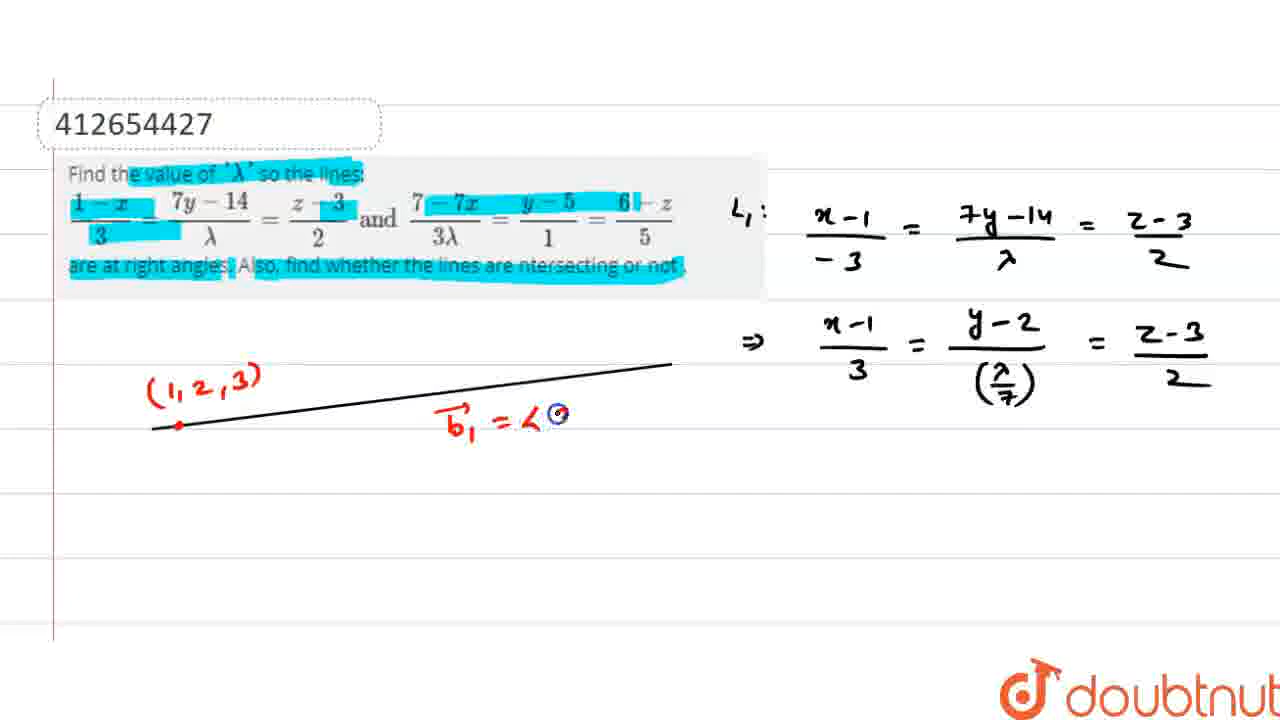 412654427
Find the value of 'λ' so the lines:
(1 − x)/3 = (7y − 14)/λ = (z − 3)/2 and (7 − 7x)/3λ = (y − 5)/1 = (6 − z)/5
are at right angles. Also, find whether the lines are ntersecting or not .
L₁ : (x − 1)/−3 = (7y − 14)/λ = (z − 3)/2
⇒ (x − 1)/3 = (y − 2)/(λ/7) = (z − 3)/2
(1, 2, 3)
b₁ = <
doubtnut